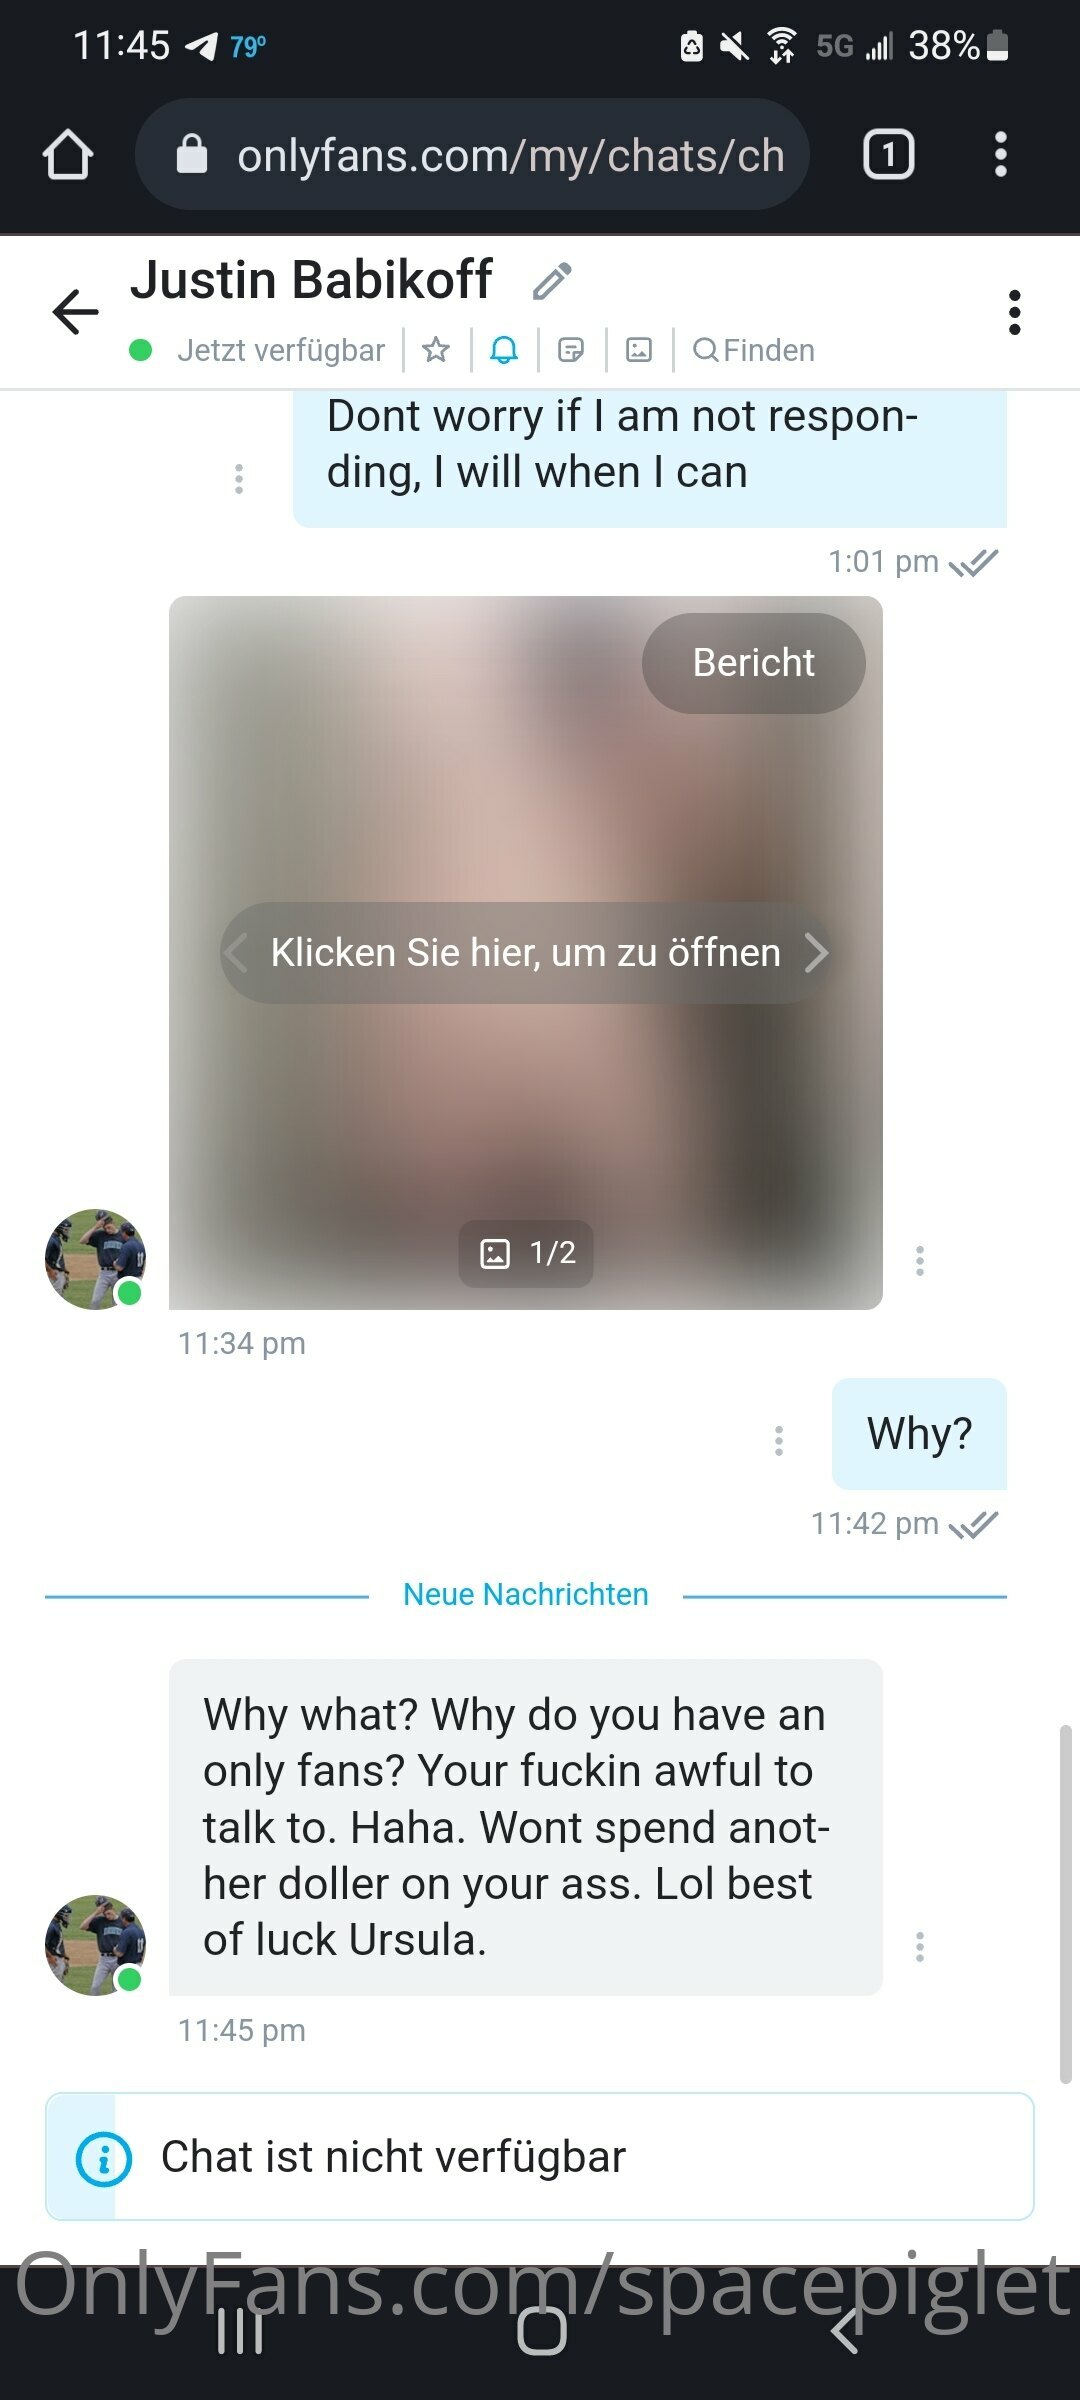 11:45 79° 5G 38%
onlyfans.com/my/chats/ch 1
Justin Babikoff
Jetzt verfügbar Finden
Dont worry if I am not respon-
ding, I will when I can
1:01 pm
Bericht
Klicken Sie hier, um zu öffnen
1/2
11:34 pm
Why?
11:42 pm
Neue Nachrichten
Why what? Why do you have an
only fans? Your fuckin awful to
talk to. Haha. Wont spend anot-
her doller on your ass. Lol best
of luck Ursula.
11:45 pm
Chat ist nicht verfügbar
OnlyFans.com/spacepiglet